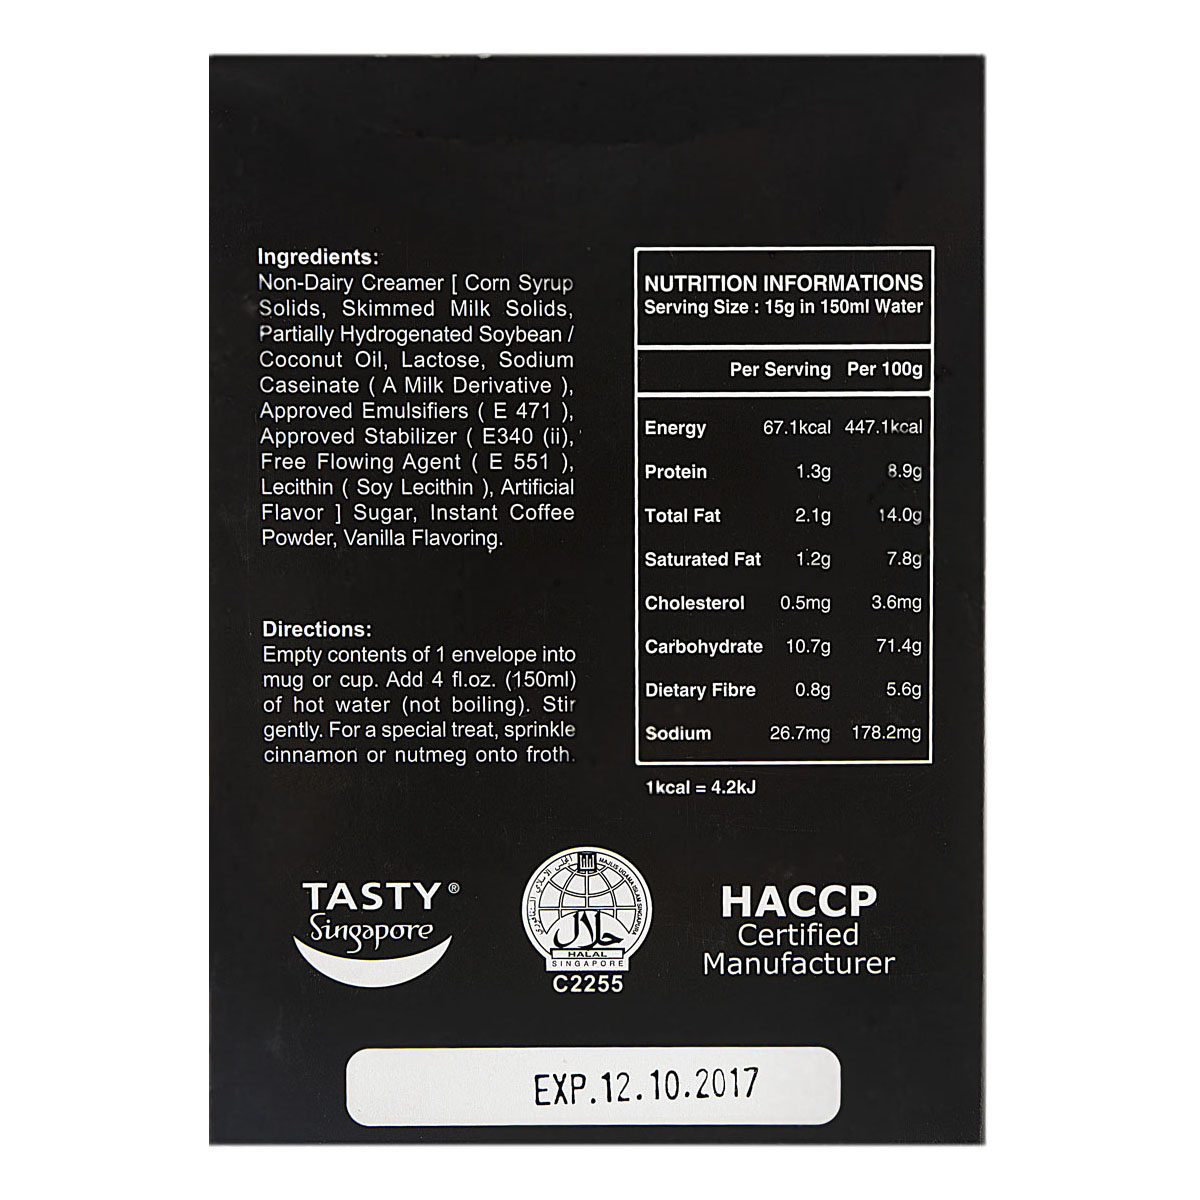 Ingredients:
Non-Dairy Creamer [ Corn Syrup
Solids, Skimmed Milk Solids,
Partially Hydrogenated Soybean /
Coconut Oil, Lactose, Sodium
Caseinate ( A Milk Derivative ),
Approved Emulsifiers ( E 471 ),
Approved Stabilizer ( E340 (ii),
Free Flowing Agent ( E 551 ),
Lecithin ( Soy Lecithin ), Artificial
Flavor ] Sugar, Instant Coffee
Powder, Vanilla Flavoring.
Directions:
Empty contents of 1 envelope into
mug or cup. Add 4 fl.oz. (150ml)
of hot water (not boiling). Stir
gently. For a special treat, sprinkle
cinnamon or nutmeg onto froth.
NUTRITION INFORMATIONS
Serving Size : 15g in 150ml Water
Per Serving Per 100g
Energy 67.1kcal 447.1kcal
Protein 1.3g 8.9g
Total Fat 2.1g 14.0g
Saturated Fat 1.2g 7.8g
Cholesterol 0.5mg 3.6mg
Carbohydrate 10.7g 71.4g
Dietary Fibre 0.8g 5.6g
Sodium 26.7mg 178.2mg
1kcal = 4.2kJ
TASTY®
Singapore
MAJLIS UGAMA ISLAM SINGAPURA
حلال
HALAL
SINGAPORE
C2255
HACCP
Certified
Manufacturer
EXP.12.10.2017